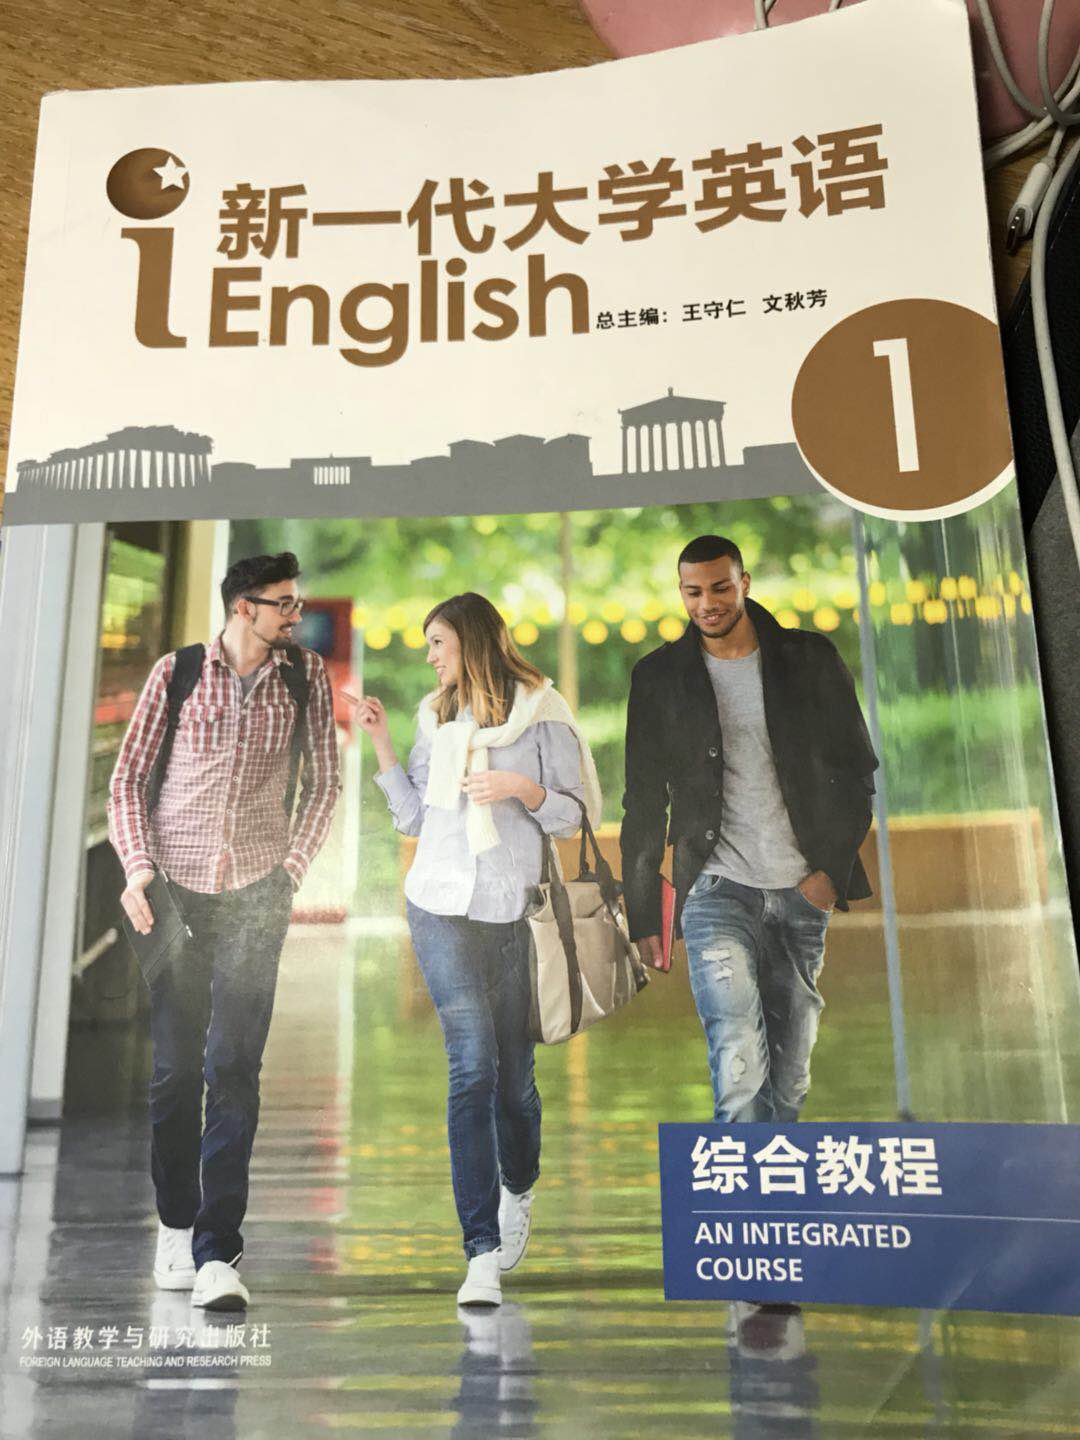 新一代大学英语
i English
总主编：王守仁 文秋芳
1
综合教程
AN INTEGRATED
COURSE
外语教学与研究出版社
FOREIGN LANGUAGE TEACHING AND RESEARCH PRESS